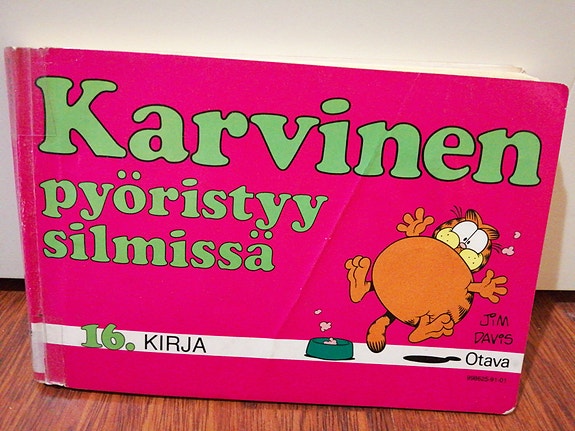 Karvinen
pyöristyy
silmissä
16. KIRJA
JIM
DAVIS
Otava